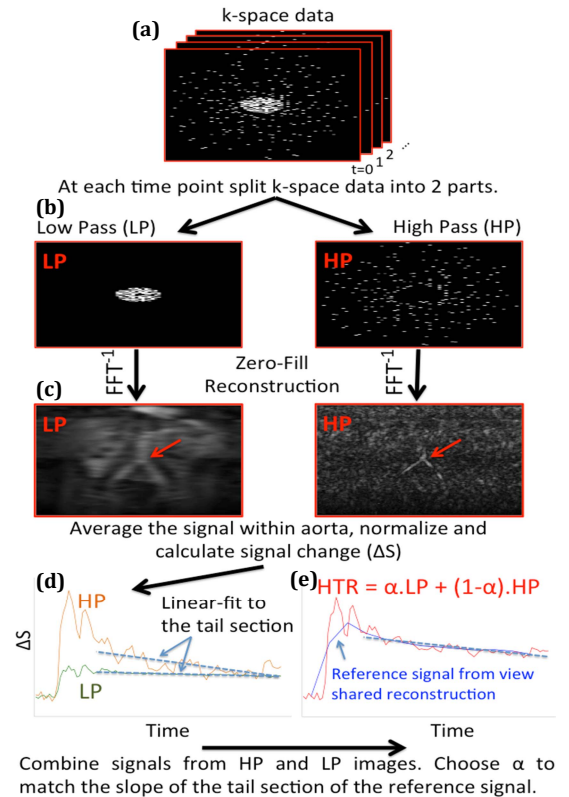 k-space data
(a)
t=0 1 2 ...
At each time point split k-space data into 2 parts.
(b)
Low Pass (LP)
High Pass (HP)
LP
HP
FFT-1
Zero-Fill
Reconstruction
FFT-1
(c)
LP
HP
Average the signal within aorta, normalize and
calculate signal change (ΔS)
(d)
HP
Linear-fit to
the tail section
ΔS
LP
Time
(e)
HTR = α.LP + (1-α).HP
Reference signal from view
shared reconstruction
Time
Combine signals from HP and LP images. Choose α to
match the slope of the tail section of the reference signal.